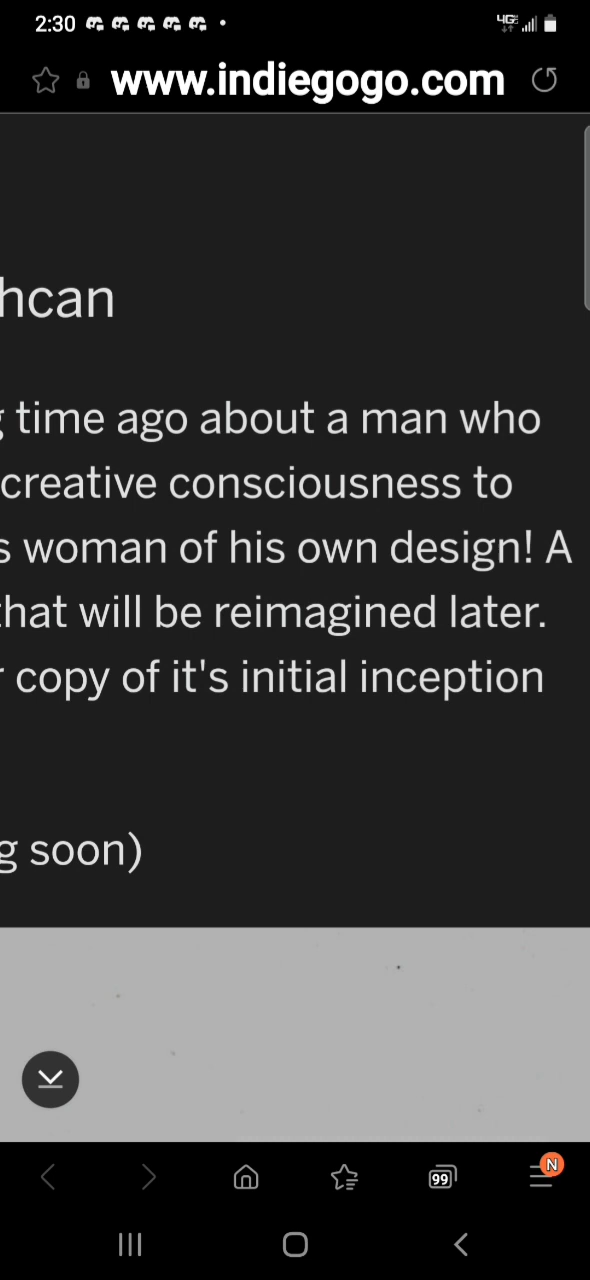 2:30
4G
www.indiegogo.com
hcan
time ago about a man who
creative consciousness to
s woman of his own design! A
hat will be reimagined later.
copy of it's initial inception
g soon)
99
N